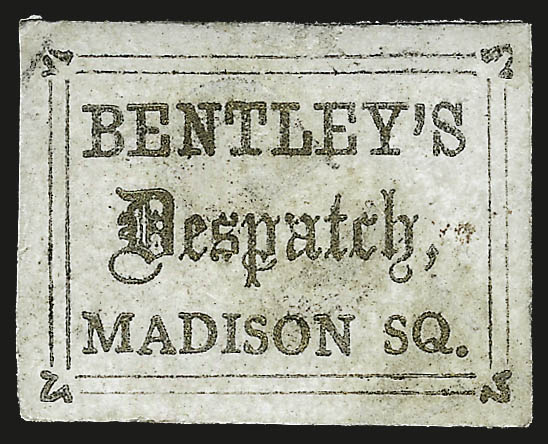 BENTLEY'S
Despatch,
MADISON SQ.